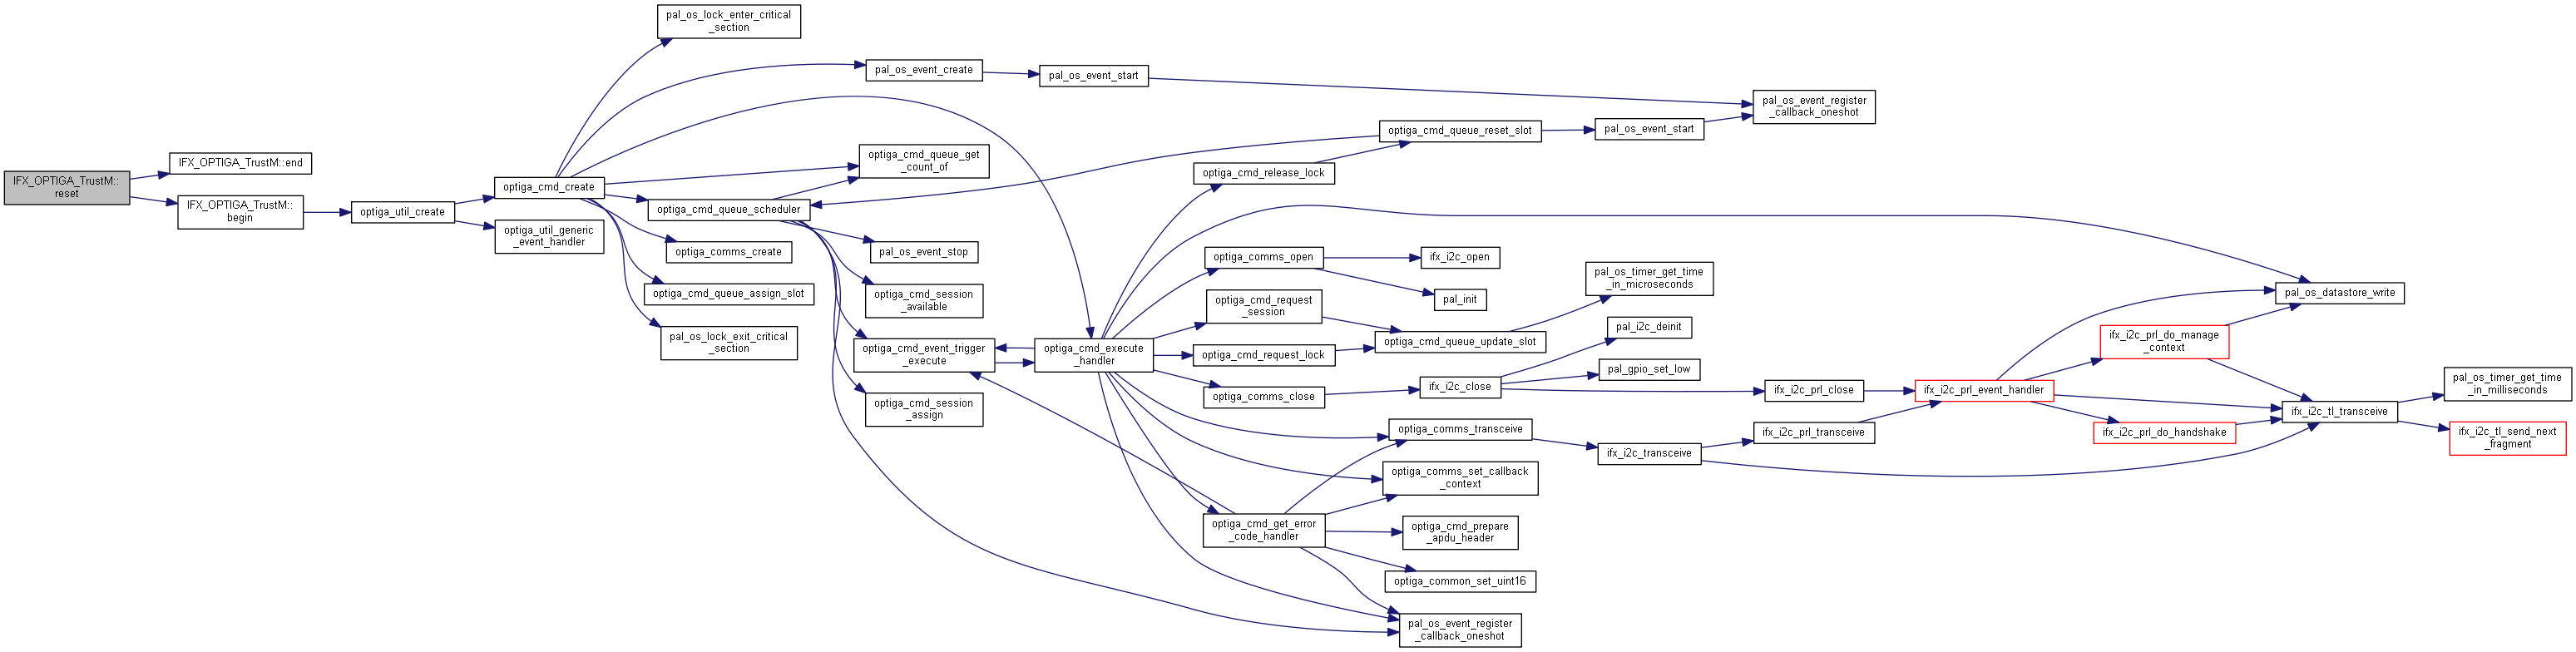 IFX_OPTIGA_TrustM::
reset
IFX_OPTIGA_TrustM::end
IFX_OPTIGA_TrustM::
begin
optiga_util_create
optiga_cmd_create
optiga_util_generic
_event_handler
pal_os_lock_enter_critical
_section
pal_os_event_create
optiga_cmd_queue_get
_count_of
optiga_cmd_queue_scheduler
optiga_comms_create
optiga_cmd_queue_assign_slot
pal_os_lock_exit_critical
_section
pal_os_event_stop
optiga_cmd_session
_available
optiga_cmd_event_trigger
_execute
optiga_cmd_session
_assign
pal_os_event_start
optiga_cmd_execute
_handler
optiga_cmd_release_lock
optiga_comms_open
optiga_cmd_request
_session
optiga_cmd_request_lock
optiga_comms_close
optiga_cmd_get_error
_code_handler
optiga_cmd_queue_reset_slot
ifx_i2c_open
pal_init
optiga_cmd_queue_update_slot
ifx_i2c_close
optiga_comms_transceive
optiga_comms_set_callback
_context
optiga_cmd_prepare
_apdu_header
optiga_common_set_uint16
pal_os_event_register
_callback_oneshot
pal_os_event_start
pal_os_timer_get_time
_in_microseconds
pal_i2c_deinit
pal_gpio_set_low
ifx_i2c_transceive
pal_os_event_register
_callback_oneshot
ifx_i2c_prl_close
ifx_i2c_prl_transceive
ifx_i2c_prl_event_handler
ifx_i2c_prl_do_manage
_context
ifx_i2c_prl_do_handshake
pal_os_datastore_write
ifx_i2c_tl_transceive
pal_os_timer_get_time
_in_milliseconds
ifx_i2c_tl_send_next
_fragment